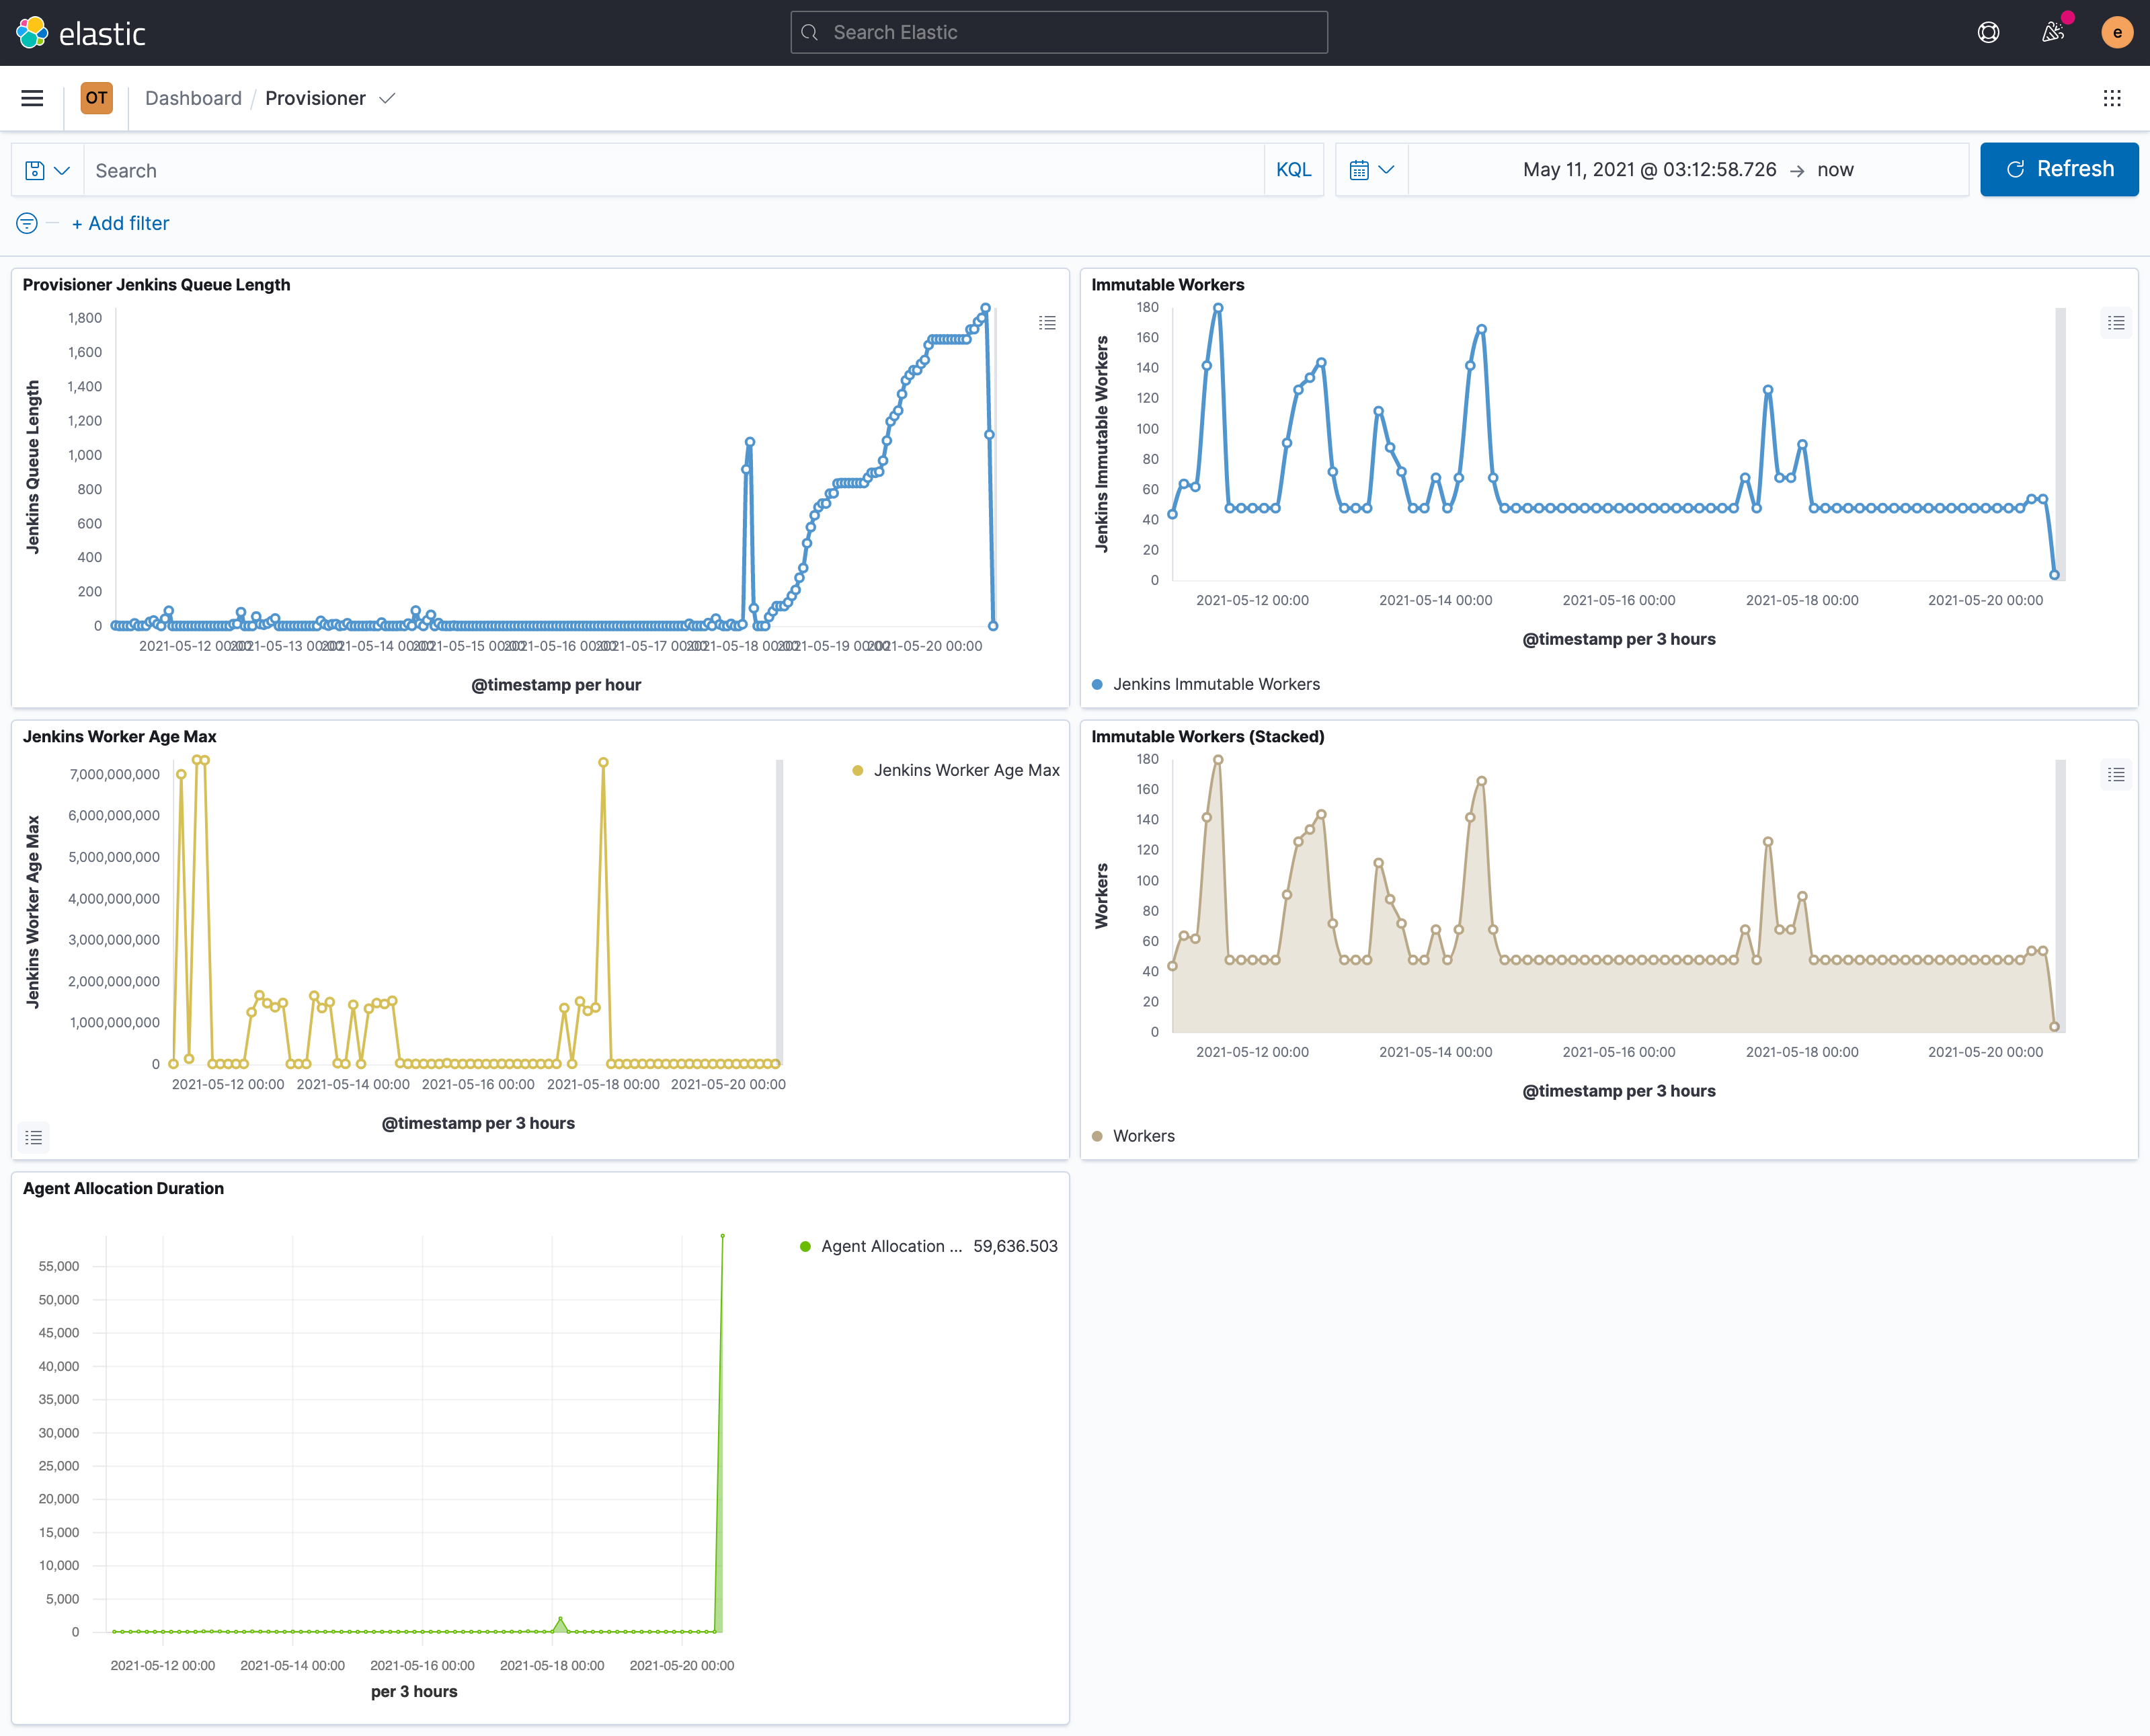 elastic
Search Elastic
e
OT
Dashboard / Provisioner
Search
KQL
May 11, 2021 @ 03:12:58.726 → now
Refresh
+ Add filter
Provisioner Jenkins Queue Length
Jenkins Queue Length
1,800
1,600
1,400
1,200
1,000
800
600
400
200
0
2021-05-12 00:00
2021-05-13 00:00
2021-05-14 00:00
2021-05-15 00:00
2021-05-16 00:00
2021-05-17 00:00
2021-05-18 00:00
2021-05-19 00:00
2021-05-20 00:00
@timestamp per hour
Immutable Workers
Jenkins Immutable Workers
180
160
140
120
100
80
60
40
20
0
2021-05-12 00:00
2021-05-14 00:00
2021-05-16 00:00
2021-05-18 00:00
2021-05-20 00:00
@timestamp per 3 hours
Jenkins Immutable Workers
Jenkins Worker Age Max
Jenkins Worker Age Max
7,000,000,000
6,000,000,000
5,000,000,000
4,000,000,000
3,000,000,000
2,000,000,000
1,000,000,000
0
2021-05-12 00:00
2021-05-14 00:00
2021-05-16 00:00
2021-05-18 00:00
2021-05-20 00:00
@timestamp per 3 hours
Jenkins Worker Age Max
Immutable Workers (Stacked)
Workers
180
160
140
120
100
80
60
40
20
0
2021-05-12 00:00
2021-05-14 00:00
2021-05-16 00:00
2021-05-18 00:00
2021-05-20 00:00
@timestamp per 3 hours
Workers
Agent Allocation Duration
55,000
50,000
45,000
40,000
35,000
30,000
25,000
20,000
15,000
10,000
5,000
0
2021-05-12 00:00
2021-05-14 00:00
2021-05-16 00:00
2021-05-18 00:00
2021-05-20 00:00
per 3 hours
Agent Allocation ... 59,636.503